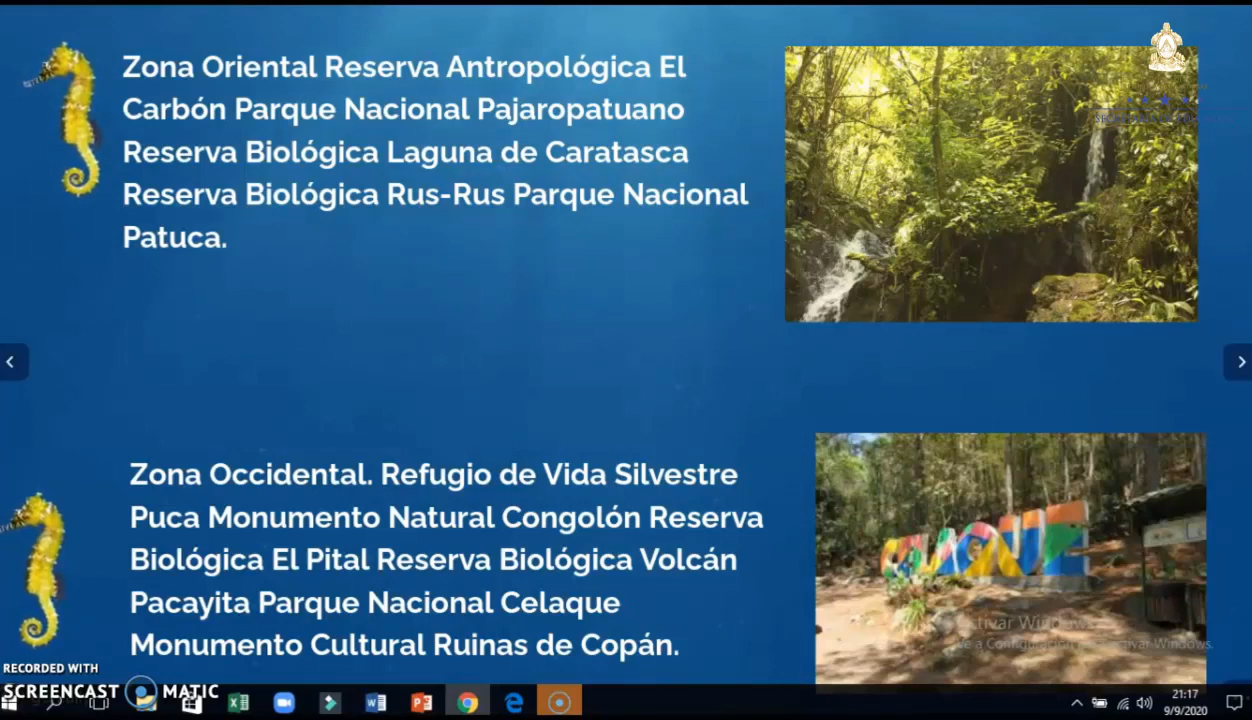 Zona Oriental Reserva Antropológica El
Carbón Parque Nacional Pajaropatuano
Reserva Biológica Laguna de Caratasca
Reserva Biológica Rus-Rus Parque Nacional
Patuca.
Zona Occidental. Refugio de Vida Silvestre
Puca Monumento Natural Congolón Reserva
Biológica El Pital Reserva Biológica Volcán
Pacayita Parque Nacional Celaque
Monumento Cultural Ruinas de Copán.
Activar Windows
RECORDED WITH
SCREENCAST MATIC
21:17
9/9/2020